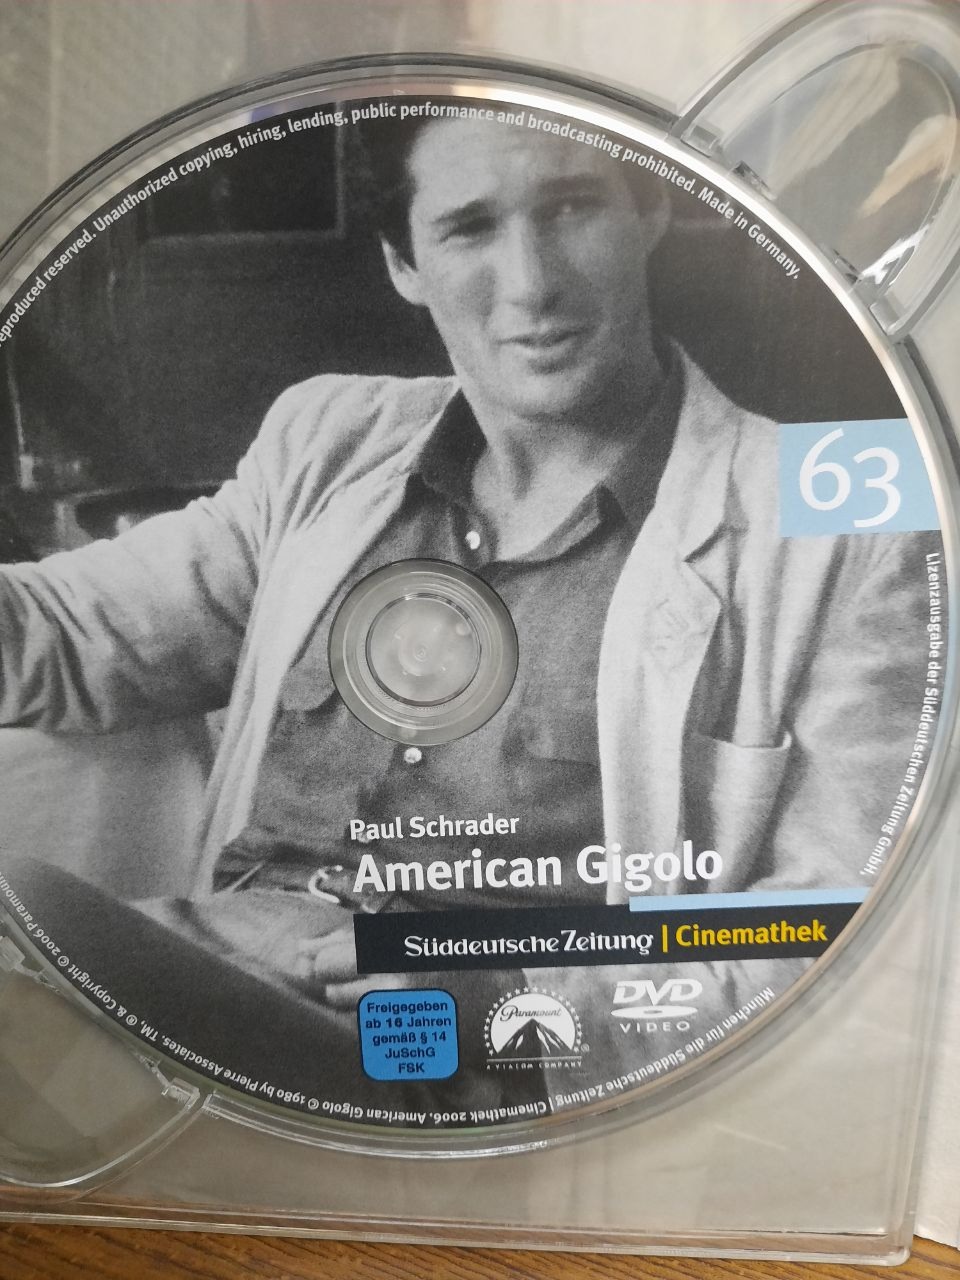 reproduced reserved. Unauthorized copying, hiring, lending, public performance and broadcasting prohibited. Made in Germany.
63
Lizenzausgabe der Süddeutschen Zeitung GmbH,
München für die Süddeutsche Zeitung | Cinemathek 2006. American Gigolo © 1980 by Pierre Associates. TM, ® & Copyright © 2006 Paramount
Paul Schrader
American Gigolo
Süddeutsche Zeitung | Cinemathek
Freigegeben
ab 16 Jahren
gemäß § 14
JuSchG
FSK
Paramount
®
A VIACOM COMPANY
DVD
VIDEO